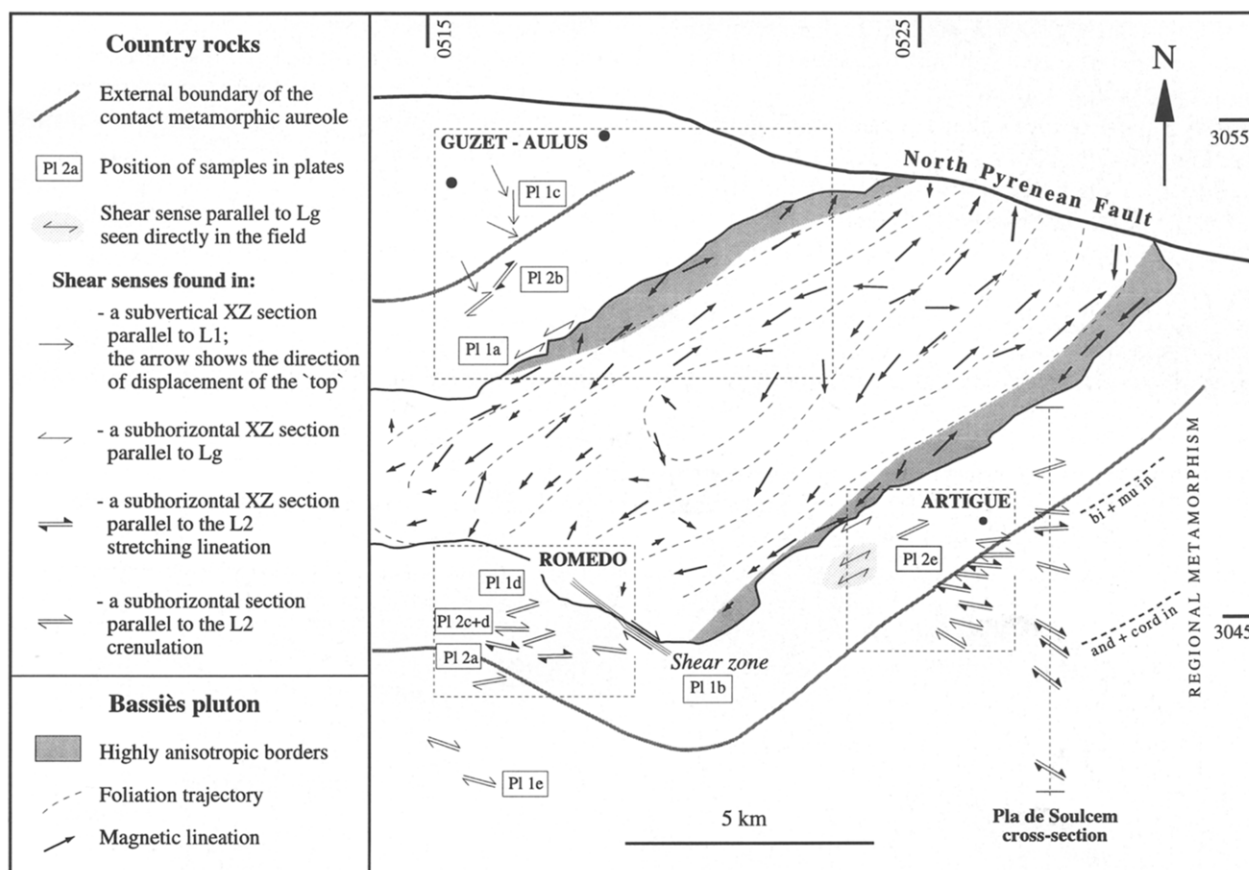 Country rocks
External boundary of the
contact metamorphic aureole
Pl 2a
Position of samples in plates
Shear sense parallel to Lg
seen directly in the field
Shear senses found in:
- a subvertical XZ section
parallel to L1;
the arrow shows the direction
of displacement of the `top`
- a subhorizontal XZ section
parallel to Lg
- a subhorizontal XZ section
parallel to the L2
stretching lineation
- a subhorizontal section
parallel to the L2
crenulation
Bassiès pluton
Highly anisotropic borders
Foliation trajectory
Magnetic lineation
0515
0525
N
3055
GUZET - AULUS
North Pyrenean Fault
Pl 1c
Pl 2b
Pl 1a
ARTIGUE
bi + mu in
REGIONAL METAMORPHISM
ROMEDO
Pl 2e
Pl 1d
Pl 2c+d
and + cord in
3045
Pl 2a
Shear zone
Pl 1b
Pl 1e
5 km
Pla de Soulcem
cross-section